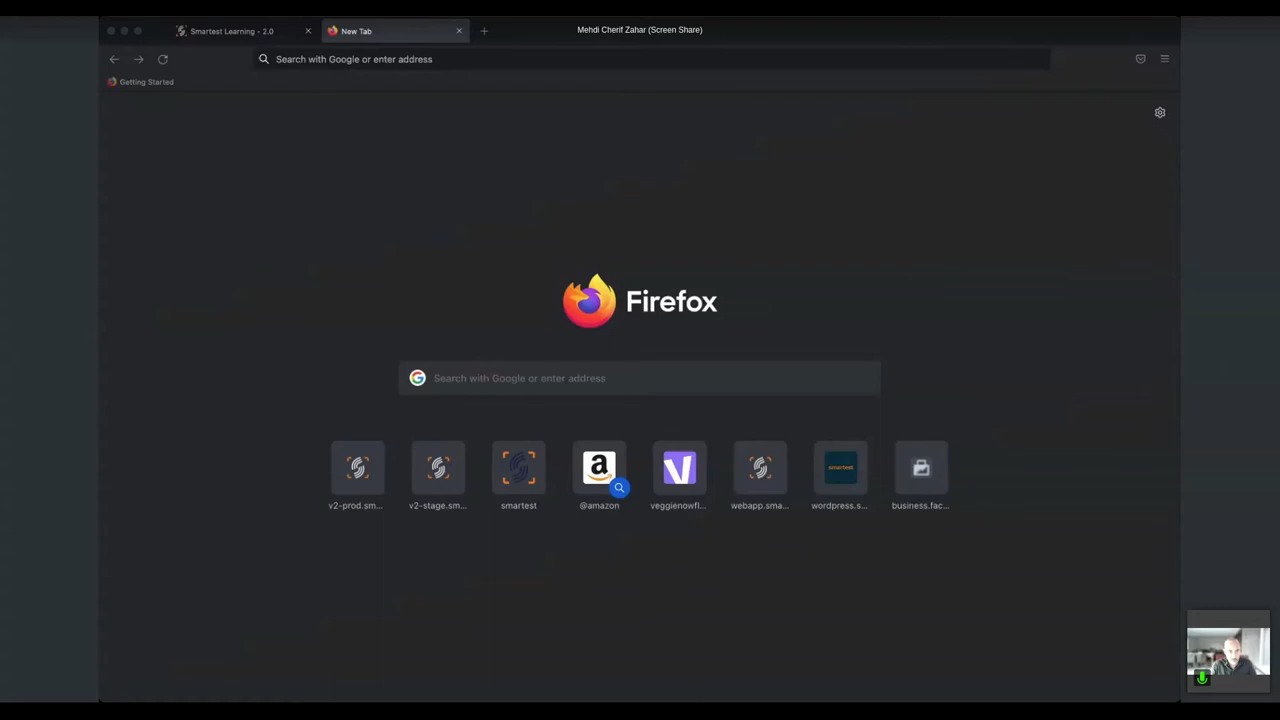 Smartest Learning - 2.0
New Tab
Mehdi Cherif Zahar (Screen Share)
Search with Google or enter address
Getting Started
Firefox
Search with Google or enter address
a
v2-prod.sm...
v2-stage.sm...
smartest
@amazon
veggienowfl...
webapp.sma...
smartest
wordpress.s...
business.fac...